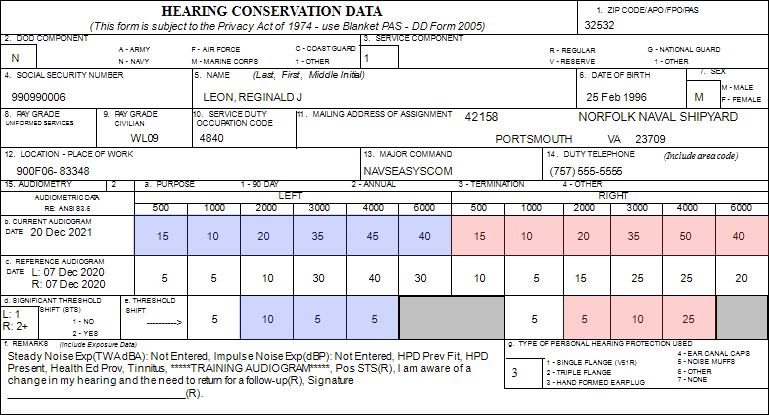 HEARING CONSERVATION DATA
(This form is subject to the Privacy Act of 1974 - use Blanket PAS - DD Form 2005)
1. ZIP CODE/APO/FPO/PAS
32532
2. DOD COMPONENT
N
A - ARMY F - AIR FORCE C - COAST GUARD
N - NAVY M - MARINE CORPS 1 - OTHER
3. SERVICE COMPONENT
1
R - REGULAR G - NATIONAL GUARD
V - RESERVE 1 - OTHER
4. SOCIAL SECURITY NUMBER
990990006
5. NAME (Last, First, Middle Initial)
LEON, REGINALD J
6. DATE OF BIRTH
25 Feb 1996
7. SEX
M
M - MALE
F - FEMALE
8. PAY GRADE
UNIFORMED SERVICES
9. PAY GRADE
CIVILIAN
WL09
10. SERVICE DUTY
OCCUPATION CODE
4840
11. MAILING ADDRESS OF ASSIGNMENT 42158 NORFOLK NAVAL SHIPYARD
PORTSMOUTH VA 23709
12. LOCATION - PLACE OF WORK
900F06- 83348
13. MAJOR COMMAND
NAVSEASYSCOM
14. DUTY TELEPHONE (Include area code)
(757) 555-5555
15. AUDIOMETRY 2 a. PURPOSE 1 - 90 DAY 2 - ANNUAL 3 - TERMINATION 4 - OTHER
AUDIOMETRIC DATA
RE: ANSI S3.6
LEFT RIGHT
500 1000 2000 3000 4000 6000 500 1000 2000 3000 4000 6000
b. CURRENT AUDIOGRAM
DATE 20 Dec 2021
15 10 20 35 45 40 15 10 20 35 50 40
c. REFERENCE AUDIOGRAM
DATE L: 07 Dec 2020
R: 07 Dec 2020
5 5 10 30 40 30 10 5 15 25 25 20
d. SIGNIFICANT THRESHOLD
SHIFT (STS)
L: 1
R: 2+
1 - NO
2 - YES
e. THRESHOLD
SHIFT
---------->
5 10 5 5 5 5 10 25
f. REMARKS (Include Exposure Data)
Steady Noise Exp(TWA dBA): Not Entered, Impulse Noise Exp(dBP): Not Entered, HPD Prev Fit, HPD
Present, Health Ed Prov, Tinnitus, *****TRAINING AUDIOGRAM*****, Pos STS(R), I am aware of a
change in my hearing and the need to return for a follow-up(R), Signature
______________________(R).
g. TYPE OF PERSONAL HEARING PROTECTION USED
3
1 - SINGLE FLANGE (V51R)
2 - TRIPLE FLANGE
3 - HAND FORMED EARPLUG
4 - EAR CANAL CAPS
5 - NOISE MUFFS
6 - OTHER
7 - NONE